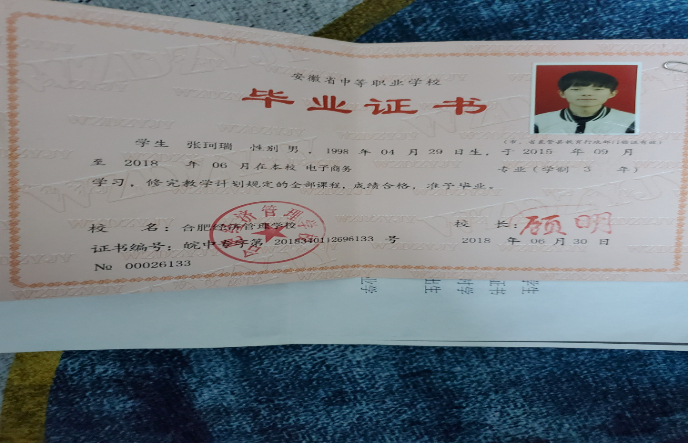 安徽省中等职业学校
毕业证书
学生 张珂瑞 性别 男，1998 年 04 月 29 日生，于 2015 年 09 月
至 2018 年 06 月在本校 电子商务 专业（学制 3 年）
学习，修完教学计划规定的全部课程，成绩合格，准予毕业。
校 名：合肥经济管理学校
校 长：顾明
证书编号：皖中专字第 2018340112696133 号
2018 年 06 月 30 日
№ 00026133